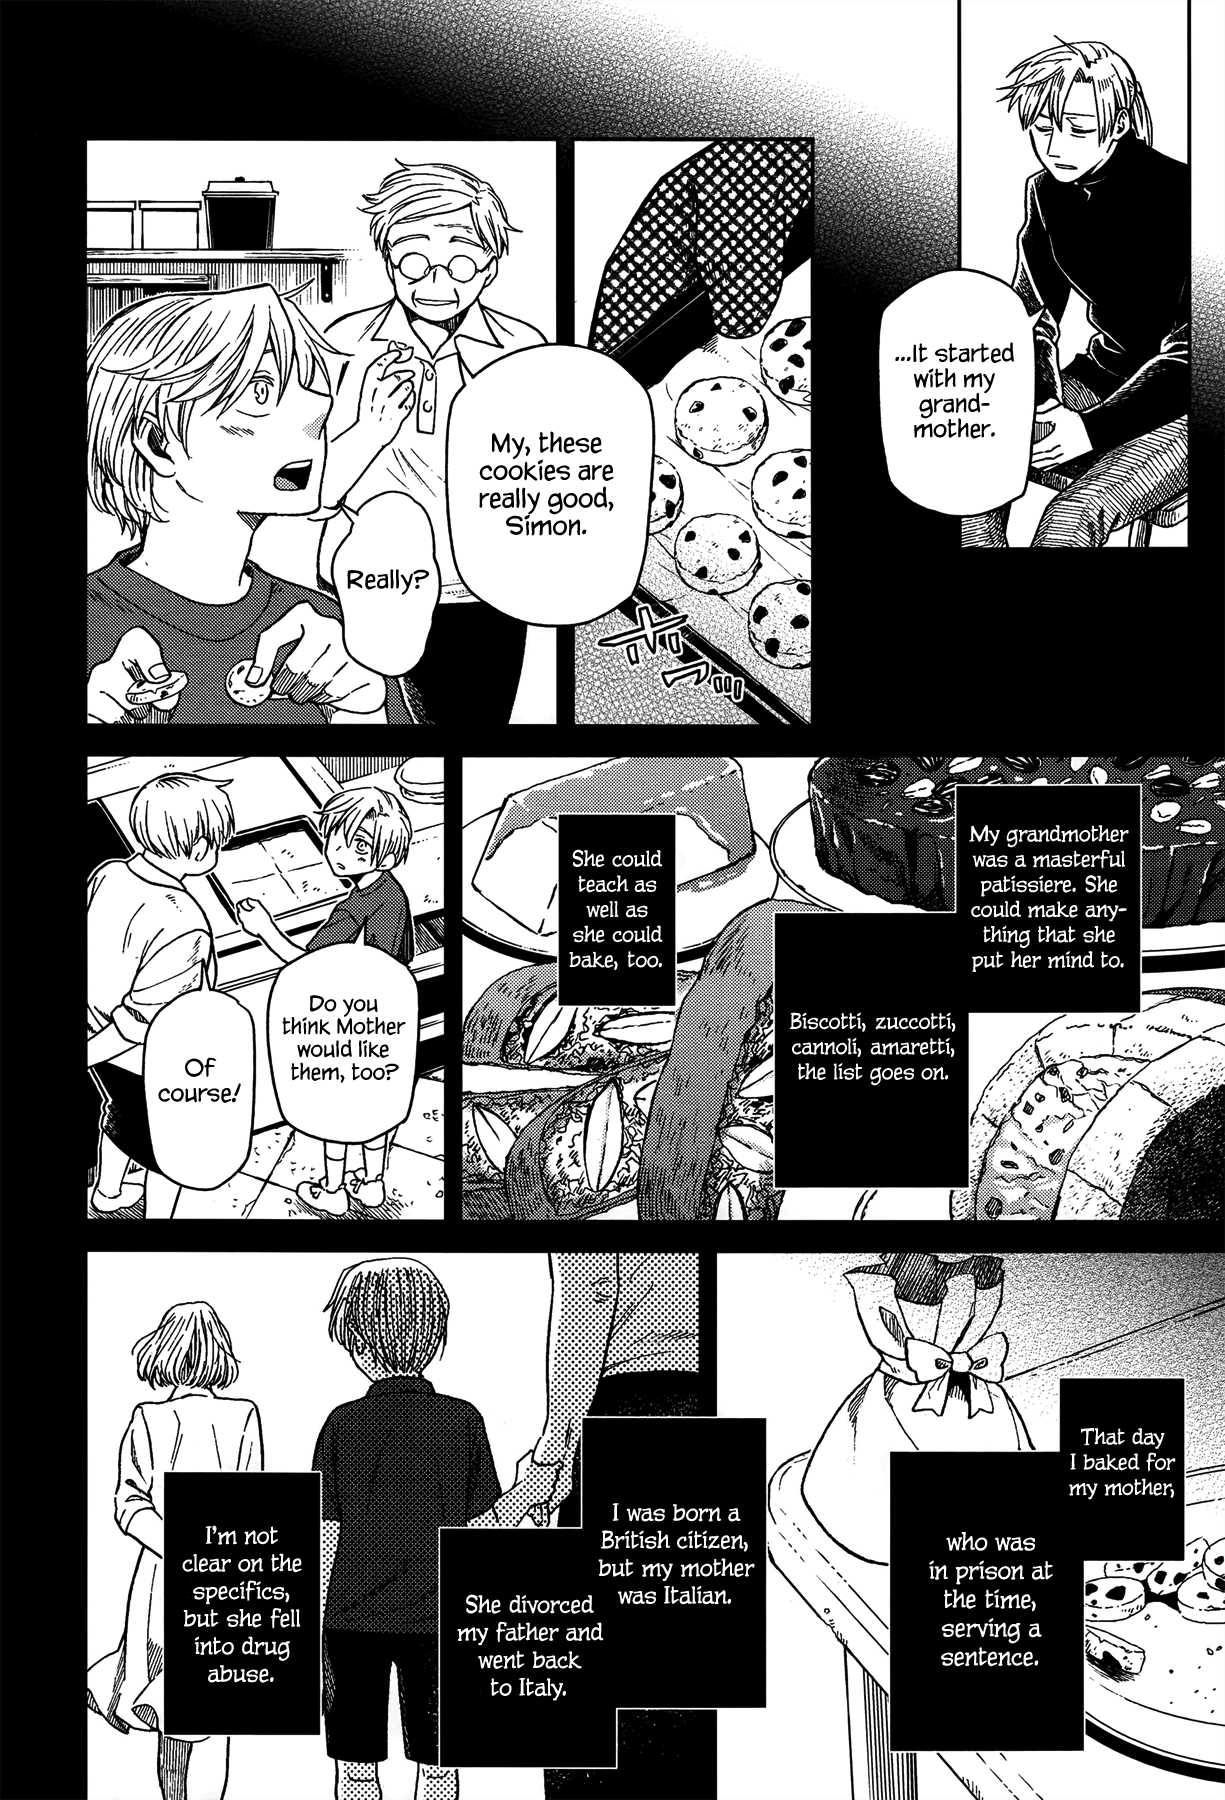 ...It started
with my
grand-
mother.
My, these
cookies are
really good,
Simon.
Really?
ポアッ
My grandmother
was a masterful
patissiere. She
could make any-
thing that she
put her mind to.
Biscotti, zuccotti,
cannoli, amaretti,
the list goes on.
She could
teach as
well as
she could
bake, too.
Do you
think Mother
would like
them, too?
Of
course!
That day
I baked for
my mother,
who was
in prison at
the time,
serving a
sentence.
I was born a
British citizen,
but my mother
was Italian.
She divorced
my father and
went back
to Italy.
I'm not
clear on the
specifics,
but she fell
into drug
abuse.